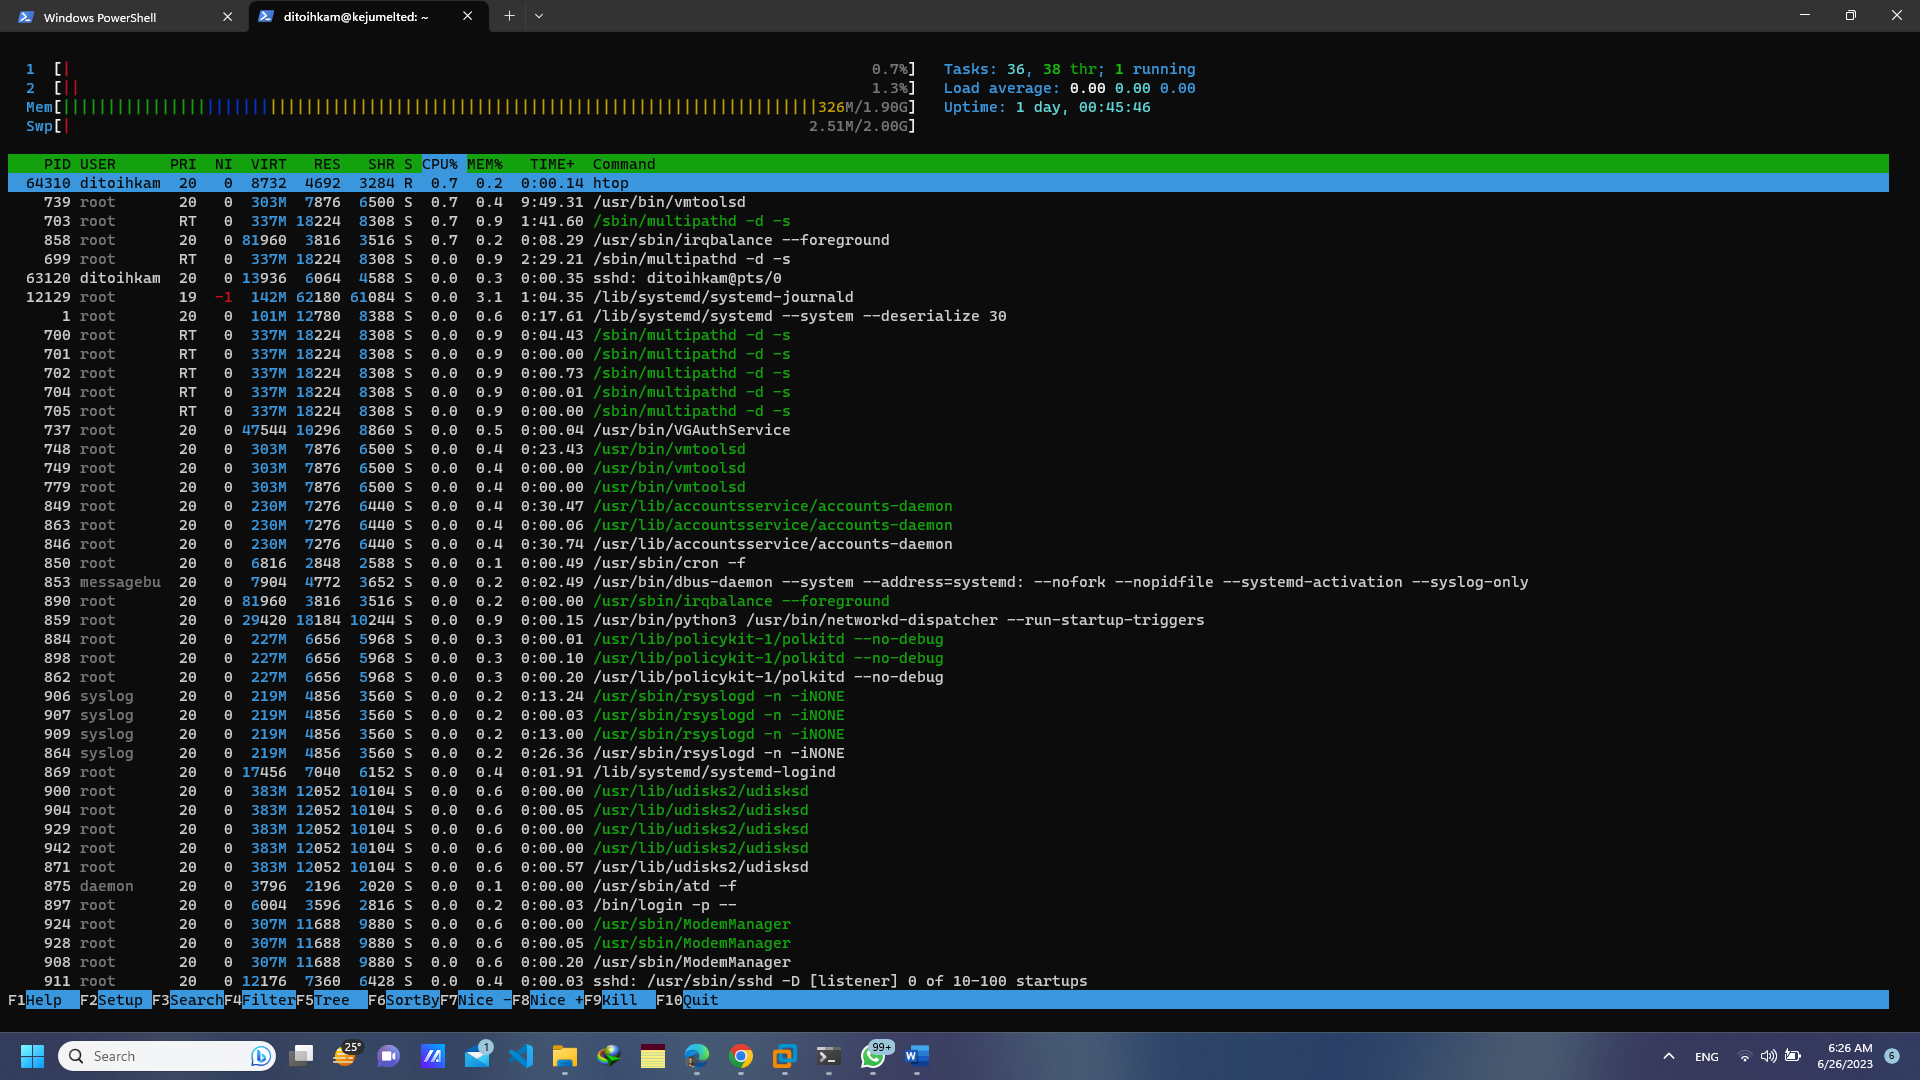 Windows PowerShell
ditoihkam@kejumelted: ~
1 [| 0.7%] Tasks: 36, 38 thr; 1 running
2 [|| 1.3%] Load average: 0.00 0.00 0.00
Mem[||||||||||||||||||||||||||||||||||||||||||||||||||||||||||||||||||||||||||||||||||||326M/1.90G] Uptime: 1 day, 00:45:46
Swp[| 2.51M/2.00G]
PID USER PRI NI VIRT RES SHR S CPU% MEM% TIME+ Command
64310 ditoihkam 20 0 8732 4692 3284 R 0.7 0.2 0:00.14 htop
739 root 20 0 303M 7876 6500 S 0.7 0.4 9:49.31 /usr/bin/vmtoolsd
703 root RT 0 337M 18224 8308 S 0.7 0.9 1:41.60 /sbin/multipathd -d -s
858 root 20 0 81960 3816 3516 S 0.7 0.2 0:08.29 /usr/sbin/irqbalance --foreground
699 root RT 0 337M 18224 8308 S 0.0 0.9 2:29.21 /sbin/multipathd -d -s
63120 ditoihkam 20 0 13936 6064 4588 S 0.0 0.3 0:00.35 sshd: ditoihkam@pts/0
12129 root 19 -1 142M 62180 61084 S 0.0 3.1 1:04.35 /lib/systemd/systemd-journald
1 root 20 0 101M 12780 8388 S 0.0 0.6 0:17.61 /lib/systemd/systemd --system --deserialize 30
700 root RT 0 337M 18224 8308 S 0.0 0.9 0:04.43 /sbin/multipathd -d -s
701 root RT 0 337M 18224 8308 S 0.0 0.9 0:00.00 /sbin/multipathd -d -s
702 root RT 0 337M 18224 8308 S 0.0 0.9 0:00.73 /sbin/multipathd -d -s
704 root RT 0 337M 18224 8308 S 0.0 0.9 0:00.01 /sbin/multipathd -d -s
705 root RT 0 337M 18224 8308 S 0.0 0.9 0:00.00 /sbin/multipathd -d -s
737 root 20 0 47544 10296 8860 S 0.0 0.5 0:00.04 /usr/bin/VGAuthService
748 root 20 0 303M 7876 6500 S 0.0 0.4 0:23.43 /usr/bin/vmtoolsd
749 root 20 0 303M 7876 6500 S 0.0 0.4 0:00.00 /usr/bin/vmtoolsd
779 root 20 0 303M 7876 6500 S 0.0 0.4 0:00.00 /usr/bin/vmtoolsd
849 root 20 0 230M 7276 6440 S 0.0 0.4 0:30.47 /usr/lib/accountsservice/accounts-daemon
863 root 20 0 230M 7276 6440 S 0.0 0.4 0:00.06 /usr/lib/accountsservice/accounts-daemon
846 root 20 0 230M 7276 6440 S 0.0 0.4 0:30.74 /usr/lib/accountsservice/accounts-daemon
850 root 20 0 6816 2848 2588 S 0.0 0.1 0:00.49 /usr/sbin/cron -f
853 messagebu 20 0 7904 4772 3652 S 0.0 0.2 0:02.49 /usr/bin/dbus-daemon --system --address=systemd: --nofork --nopidfile --systemd-activation --syslog-only
890 root 20 0 81960 3816 3516 S 0.0 0.2 0:00.00 /usr/sbin/irqbalance --foreground
859 root 20 0 29420 18184 10244 S 0.0 0.9 0:00.15 /usr/bin/python3 /usr/bin/networkd-dispatcher --run-startup-triggers
884 root 20 0 227M 6656 5968 S 0.0 0.3 0:00.01 /usr/lib/policykit-1/polkitd --no-debug
898 root 20 0 227M 6656 5968 S 0.0 0.3 0:00.10 /usr/lib/policykit-1/polkitd --no-debug
862 root 20 0 227M 6656 5968 S 0.0 0.3 0:00.20 /usr/lib/policykit-1/polkitd --no-debug
906 syslog 20 0 219M 4856 3560 S 0.0 0.2 0:13.24 /usr/sbin/rsyslogd -n -iNONE
907 syslog 20 0 219M 4856 3560 S 0.0 0.2 0:00.03 /usr/sbin/rsyslogd -n -iNONE
909 syslog 20 0 219M 4856 3560 S 0.0 0.2 0:13.00 /usr/sbin/rsyslogd -n -iNONE
864 syslog 20 0 219M 4856 3560 S 0.0 0.2 0:26.36 /usr/sbin/rsyslogd -n -iNONE
869 root 20 0 17456 7040 6152 S 0.0 0.4 0:01.91 /lib/systemd/systemd-logind
900 root 20 0 383M 12052 10104 S 0.0 0.6 0:00.00 /usr/lib/udisks2/udisksd
904 root 20 0 383M 12052 10104 S 0.0 0.6 0:00.05 /usr/lib/udisks2/udisksd
929 root 20 0 383M 12052 10104 S 0.0 0.6 0:00.00 /usr/lib/udisks2/udisksd
942 root 20 0 383M 12052 10104 S 0.0 0.6 0:00.00 /usr/lib/udisks2/udisksd
871 root 20 0 383M 12052 10104 S 0.0 0.6 0:00.57 /usr/lib/udisks2/udisksd
875 daemon 20 0 3796 2196 2020 S 0.0 0.1 0:00.00 /usr/sbin/atd -f
897 root 20 0 6004 3596 2816 S 0.0 0.2 0:00.03 /bin/login -p --
924 root 20 0 307M 11688 9880 S 0.0 0.6 0:00.00 /usr/sbin/ModemManager
928 root 20 0 307M 11688 9880 S 0.0 0.6 0:00.05 /usr/sbin/ModemManager
908 root 20 0 307M 11688 9880 S 0.0 0.6 0:00.20 /usr/sbin/ModemManager
911 root 20 0 12176 7360 6428 S 0.0 0.4 0:00.03 sshd: /usr/sbin/sshd -D [listener] 0 of 10-100 startups
F1Help F2Setup F3SearchF4FilterF5Tree F6SortByF7Nice -F8Nice +F9Kill F10Quit
Search
25°
1
99+
ENG
6:26 AM
6/26/2023
6